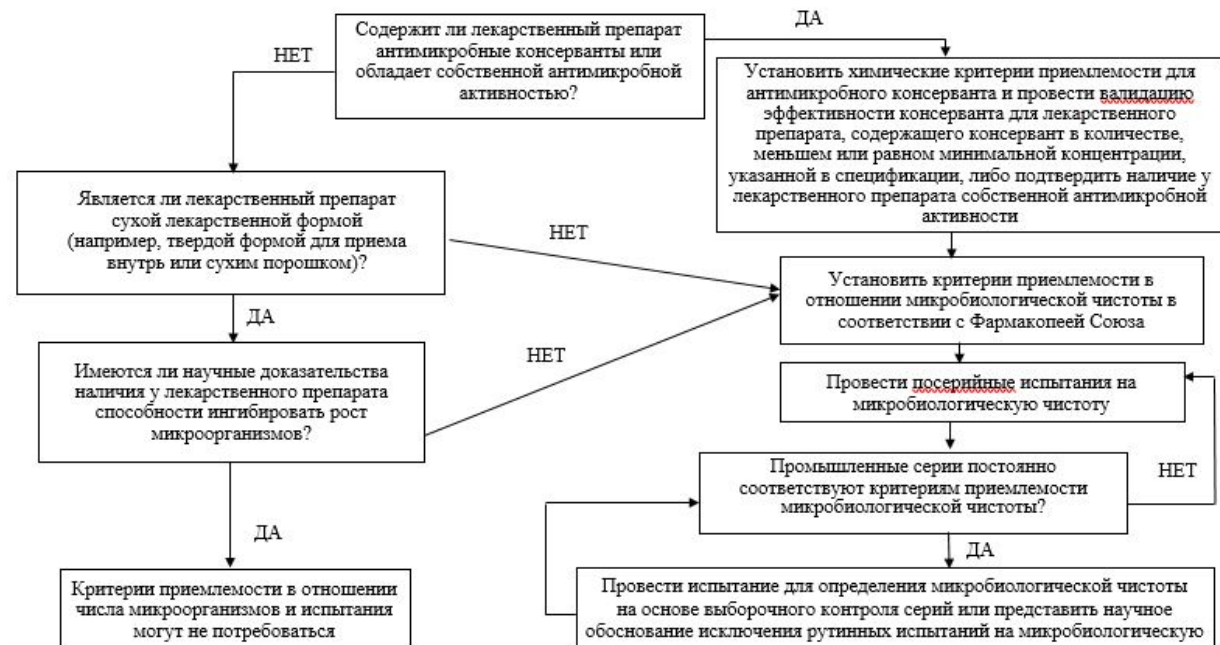 Содержит ли лекарственный препарат
антимикробные консерванты или
обладает собственной антимикробной
активностью?
НЕТ
ДА
Установить химические критерии приемлемости для
антимикробного консерванта и провести валидацию
эффективности консерванта для лекарственного
препарата, содержащего консервант в количестве,
меньшем или равном минимальной концентрации,
указанной в спецификации, либо подтвердить наличие у
лекарственного препарата собственной антимикробной
активности
Является ли лекарственный препарат
сухой лекарственной формой
(например, твердой формой для приема
внутрь или сухим порошком)?
НЕТ
ДА
Установить критерии приемлемости в
отношении микробиологической чистоты в
соответствии с Фармакопеей Союза
Имеются ли научные доказательства
наличия у лекарственного препарата
способности ингибировать рост
микроорганизмов?
НЕТ
ДА
Провести посерийные испытания на
микробиологическую чистоту
Промышленные серии постоянно
соответствуют критериям приемлемости
микробиологической чистоты?
НЕТ
ДА
Критерии приемлемости в отношении
числа микроорганизмов и испытания
могут не потребоваться
Провести испытание для определения микробиологической чистоты
на основе выборочного контроля серий или представить научное
обоснование исключения рутинных испытаний на микробиологическую